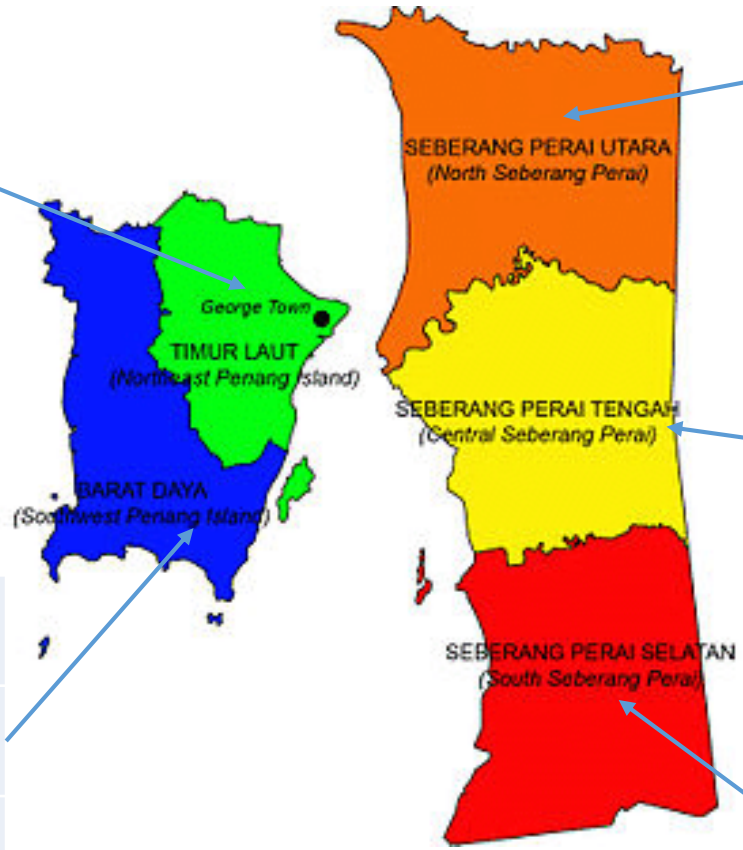 SEBERANG PERAI UTARA
(North Seberang Perai)
George Town
TIMUR LAUT
(Northeast Penang Island)
SEBERANG PERAI TENGAH
(Central Seberang Perai)
BARAT DAYA
(Southwest Penang Island)
SEBERANG PERAI SELATAN
(South Seberang Perai)